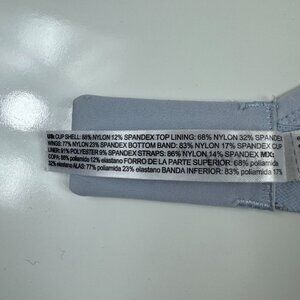 US: CUP SHELL: 88% NYLON 12% SPANDEX TOP LINING: 68% NYLON 32% SPANDE
WINGS: 77% NYLON 23% SPANDEX BOTTOM BAND: 83% NYLON 17% SPANDEX CUP
LINER: 91% POLYESTER 9% SPANDEX STRAPS: 86% NYLON 14% SPANDEX MX:
COPA: 88% poliamida 12% elastano FORRO DE LA PARTE SUPERIOR: 68% poliamida
32% elastano ALAS: 77% poliamida 23% elastano BANDA INFERIOR: 83% poliamida 17%